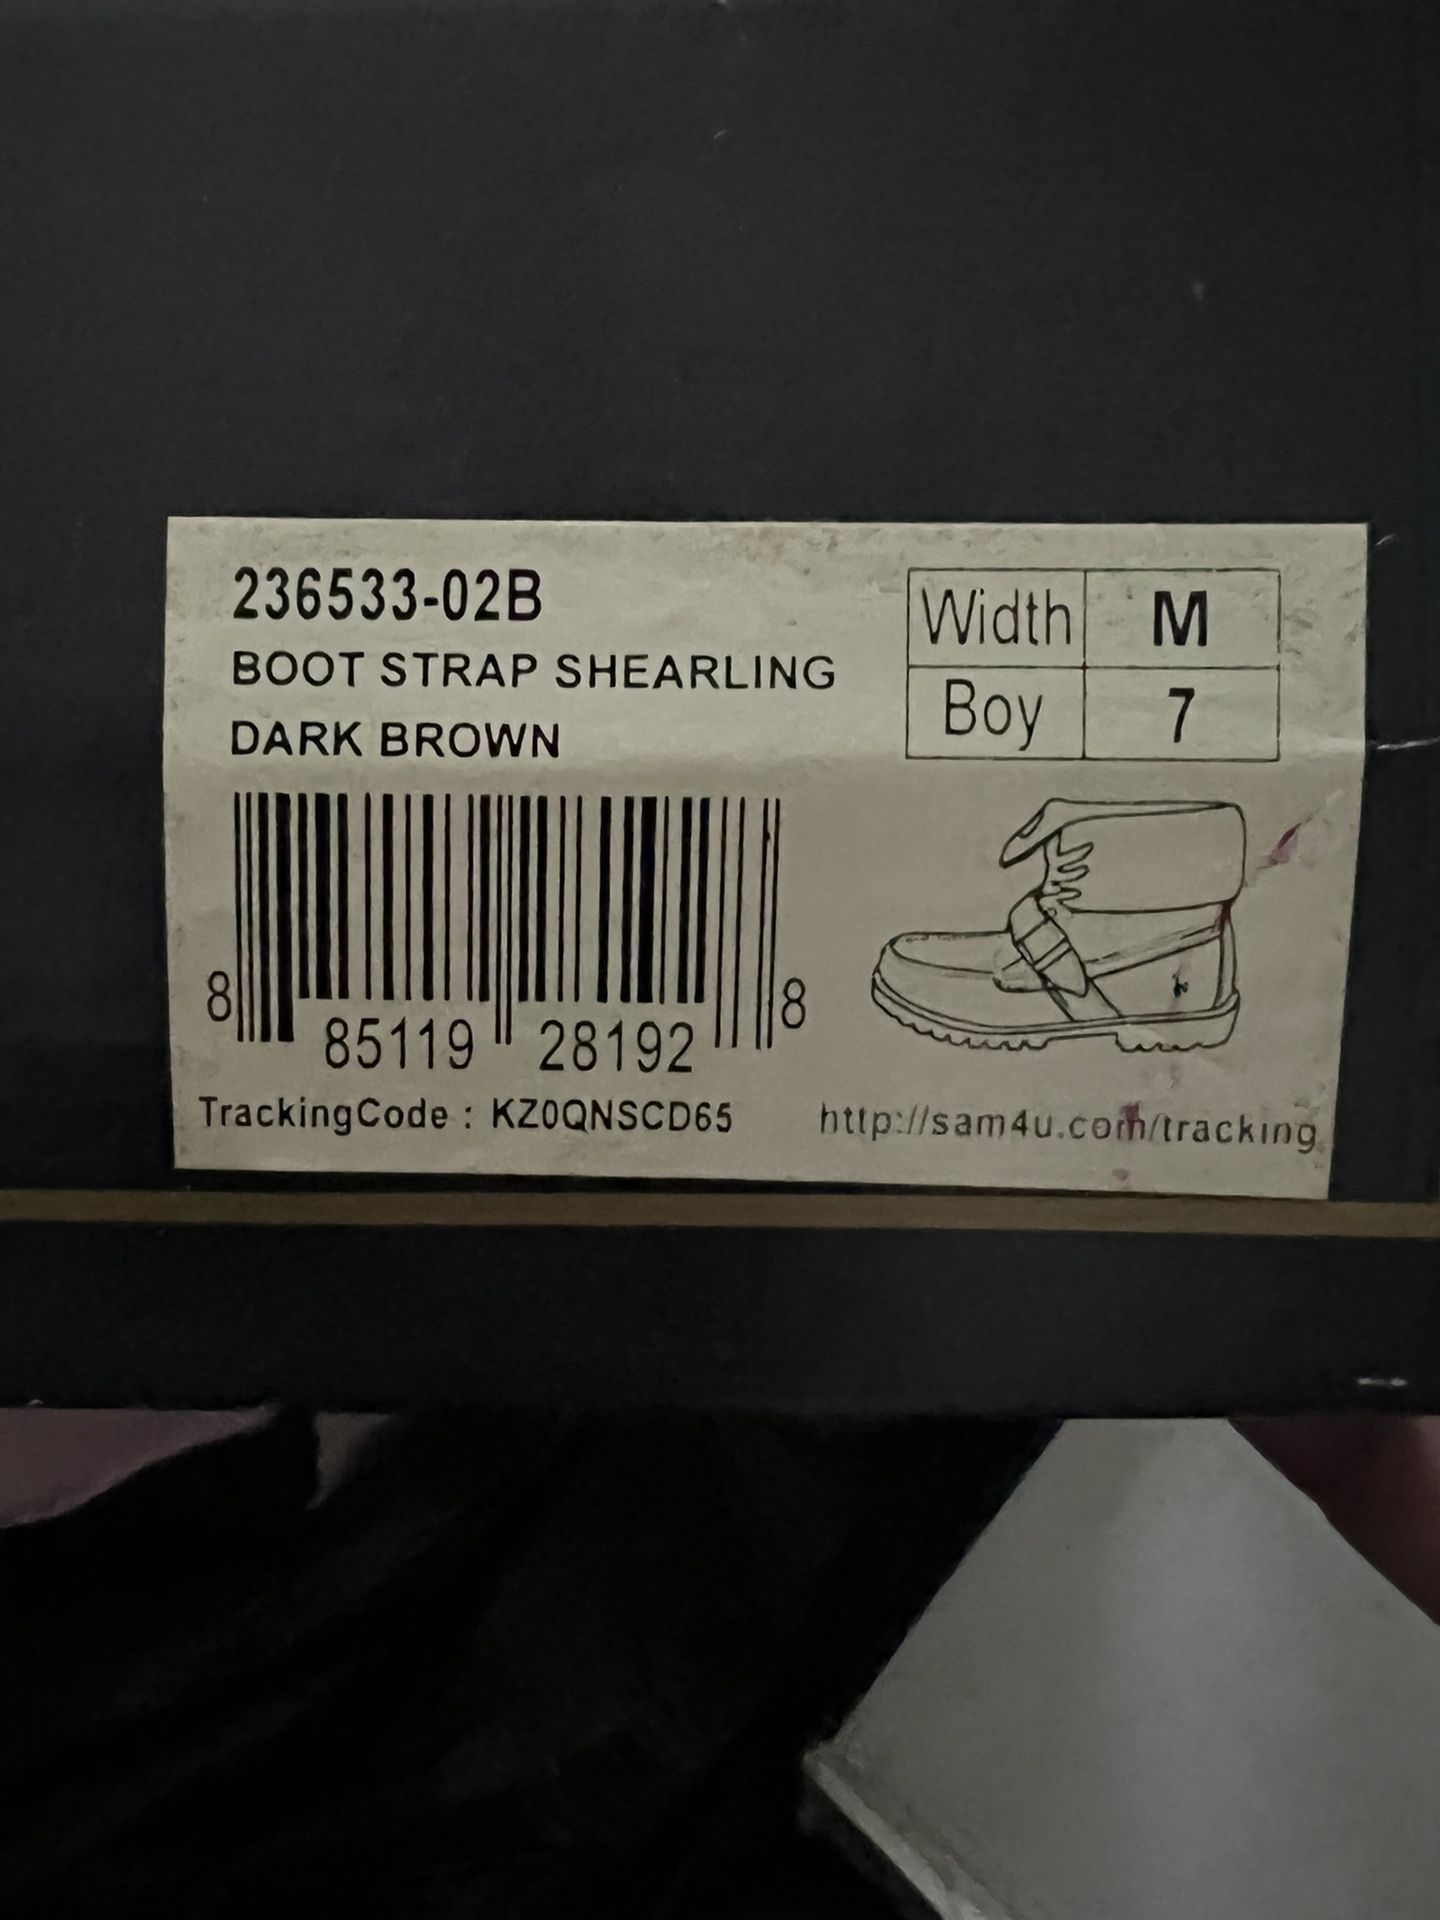 236533-02B
BOOT STRAP SHEARLING
DARK BROWN
Width M
Boy 7
8 85119 28192 8
TrackingCode : KZ0QNSCD65
http://sam4u.com/tracking